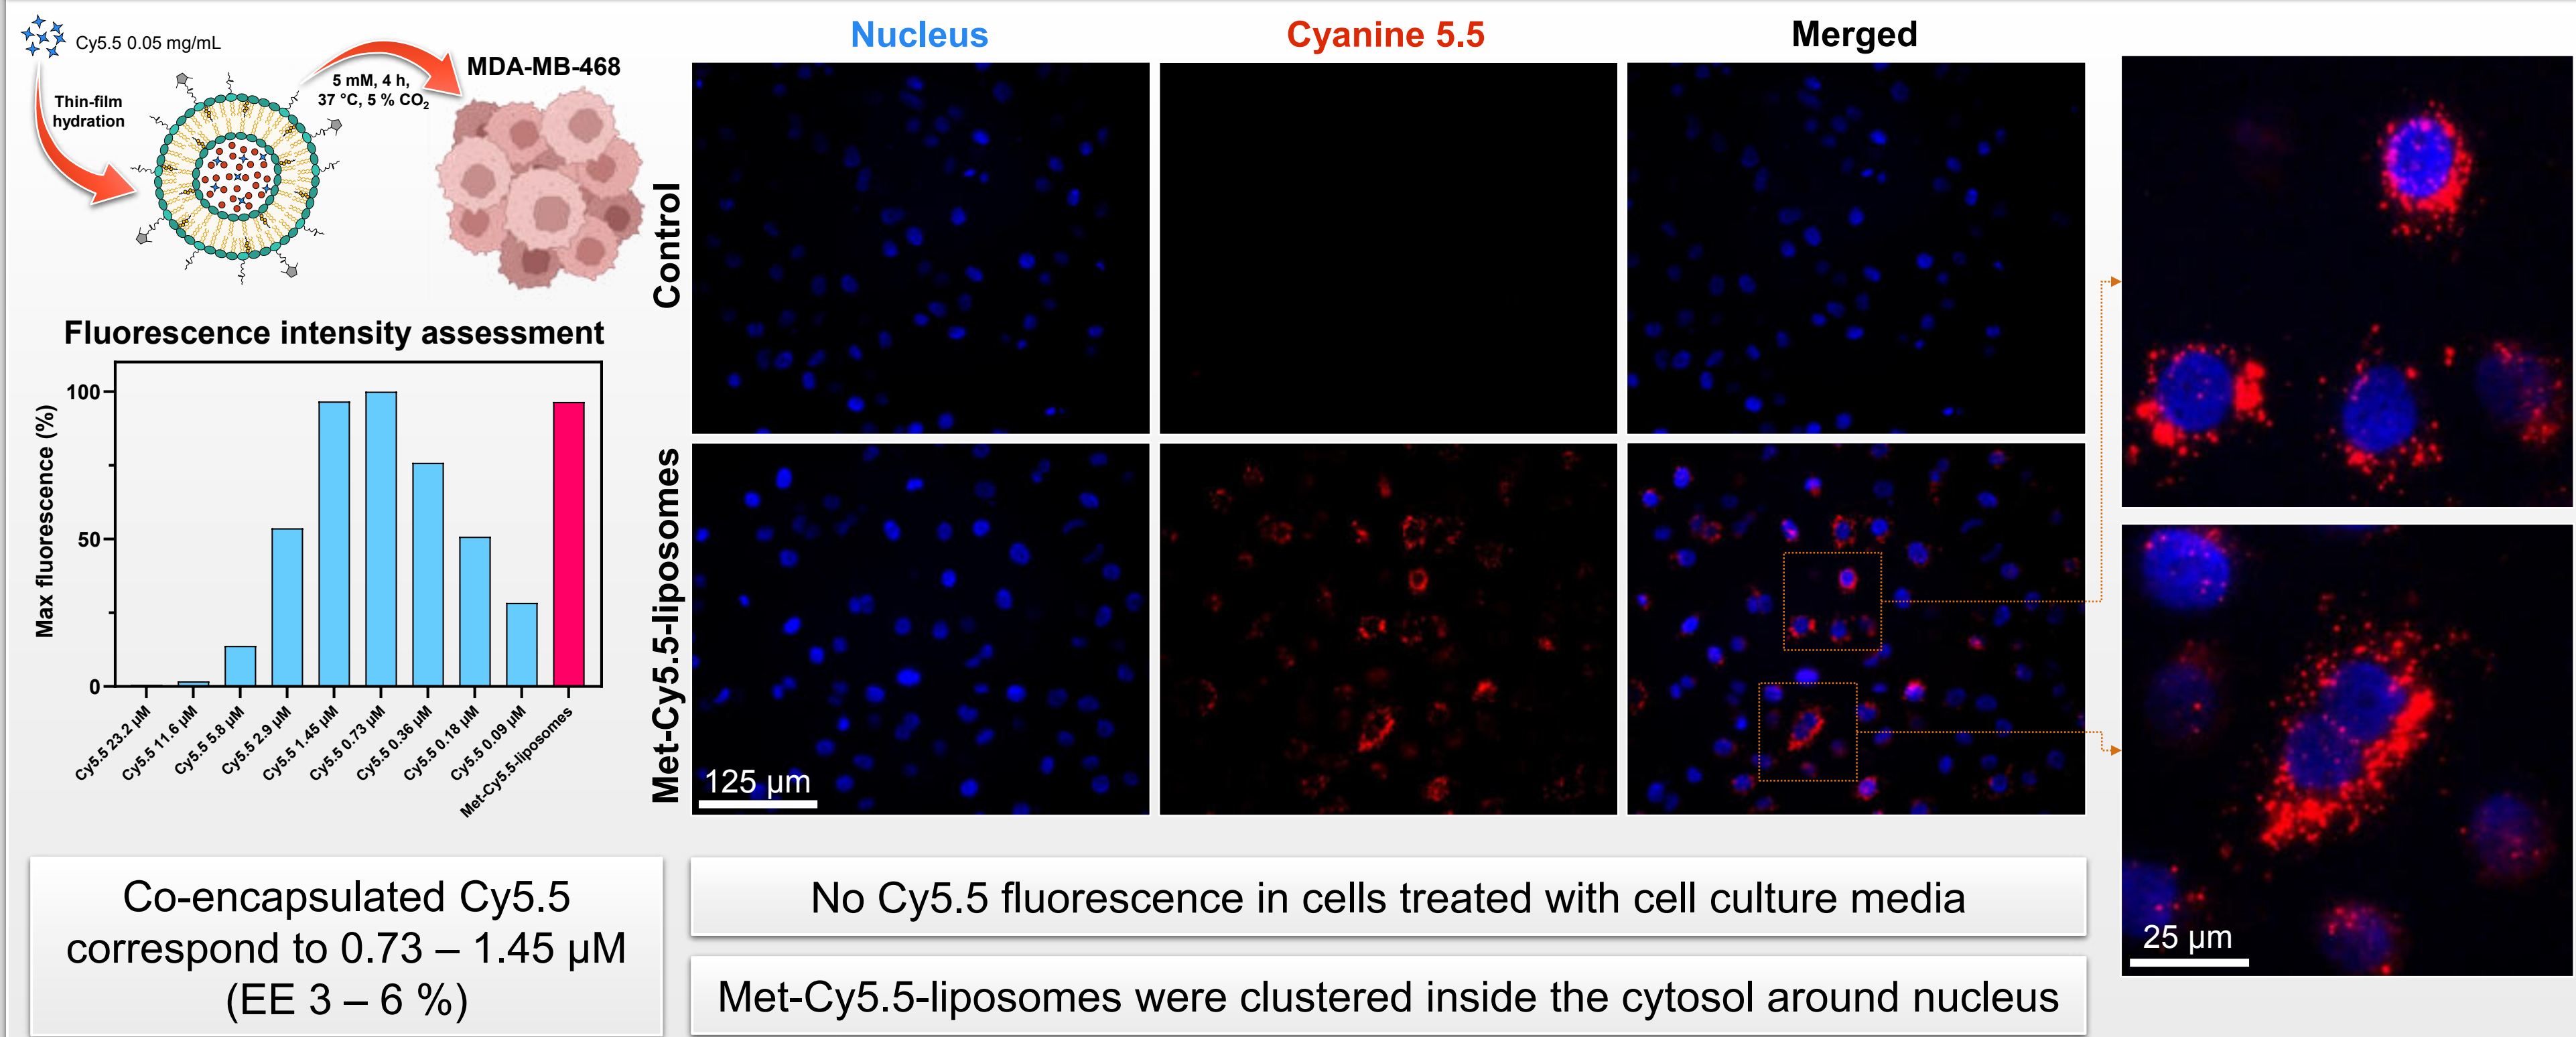 Cy5.5 0.05 mg/mL
Thin-film
hydration
5 mM, 4 h,
37 °C, 5 % CO₂
MDA-MB-468
Fluorescence intensity assessment
Max fluorescence (%)
100
50
0
Cy5.5 23.2 µM
Cy5.5 11.6 µM
Cy5.5 5.8 µM
Cy5.5 2.9 µM
Cy5.5 1.45 µM
Cy5.5 0.73 µM
Cy5.5 0.36 µM
Cy5.5 0.18 µM
Cy5.5 0.09 µM
Met-Cy5.5-liposomes
Co-encapsulated Cy5.5
correspond to 0.73 – 1.45 µM
(EE 3 – 6 %)
Nucleus
Cyanine 5.5
Merged
Control
Met-Cy5.5-liposomes
125 µm
25 µm
No Cy5.5 fluorescence in cells treated with cell culture media
Met-Cy5.5-liposomes were clustered inside the cytosol around nucleus